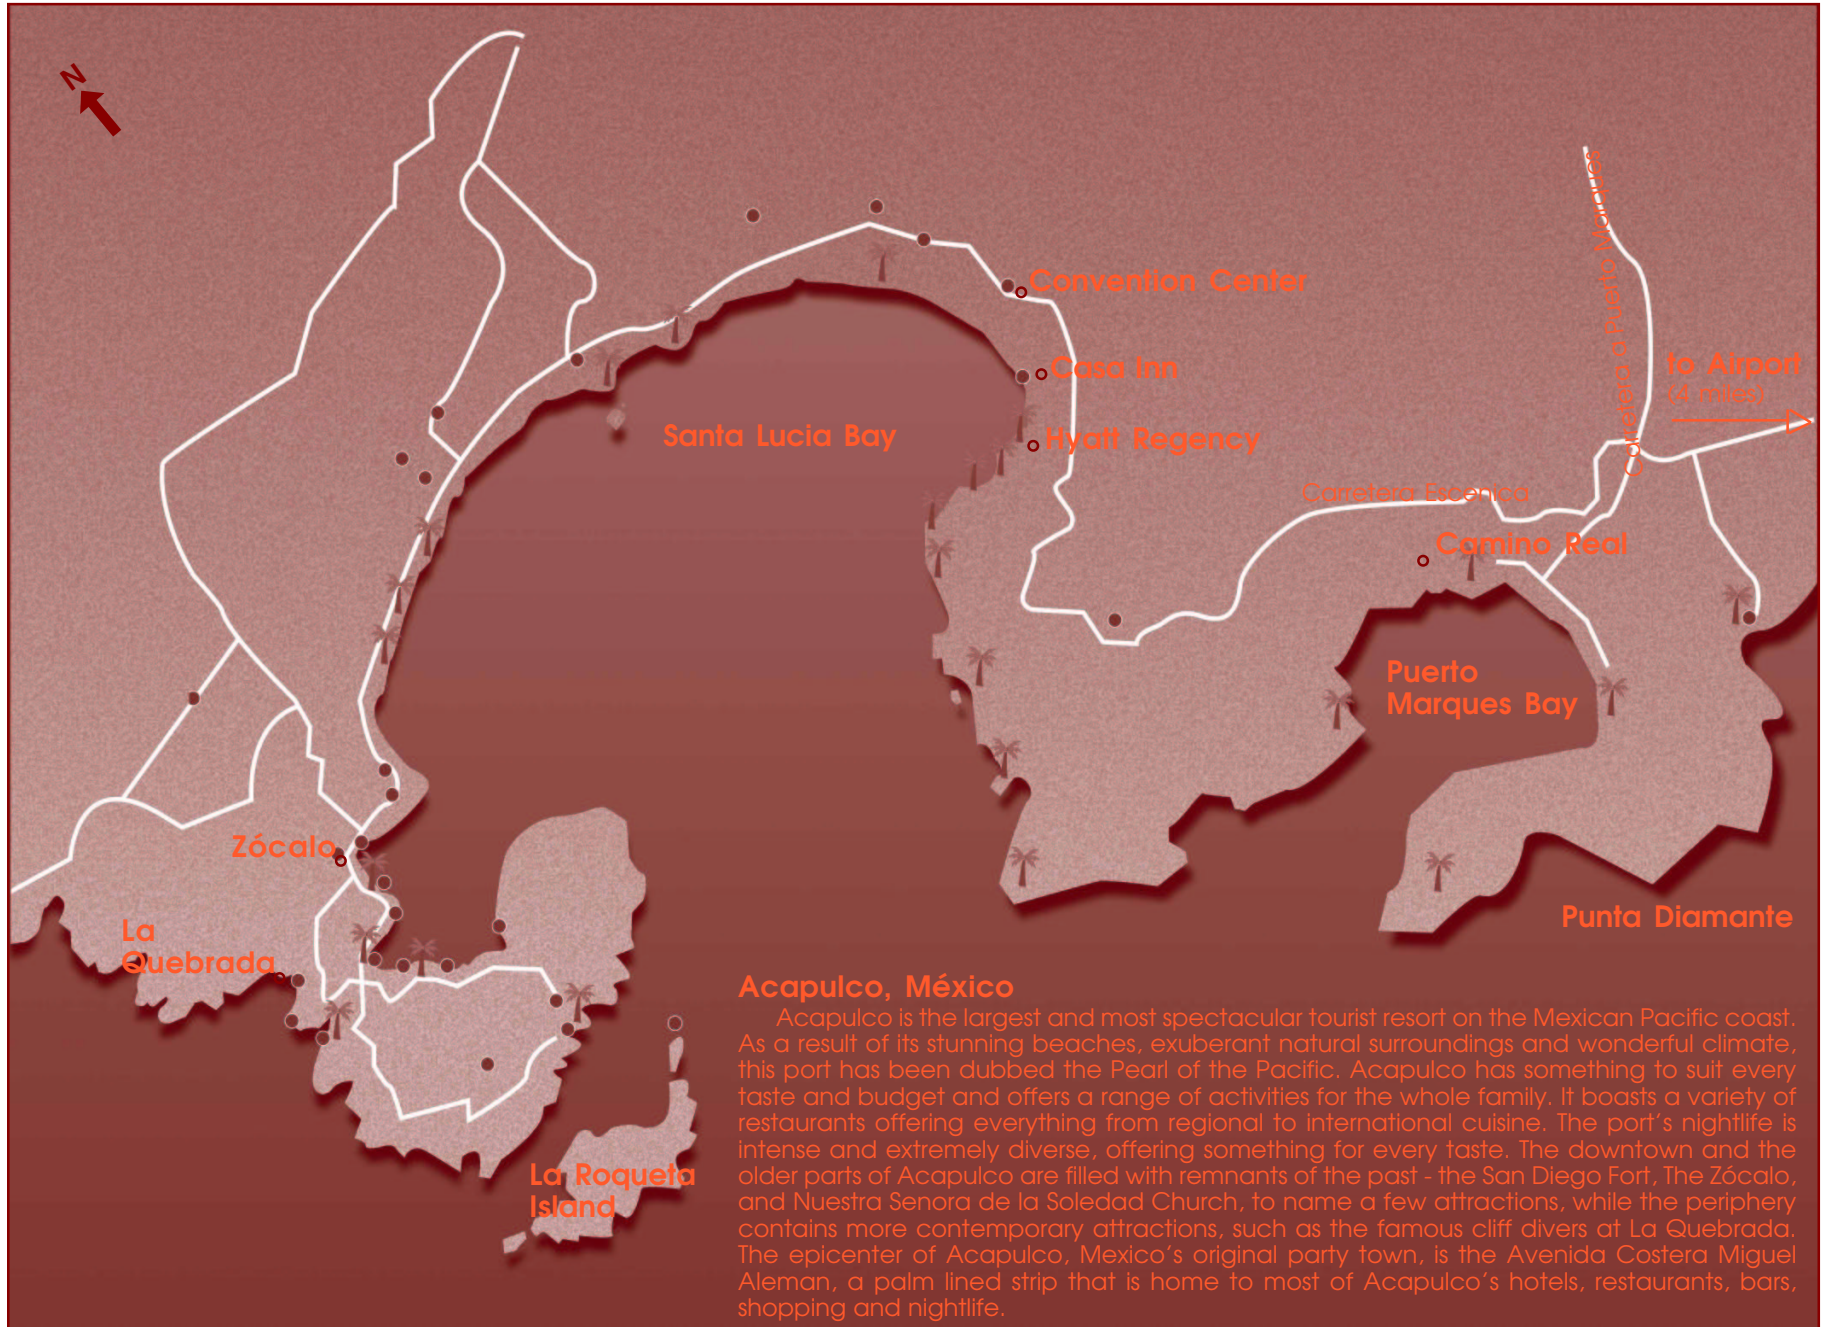 N
Carretera a Puerto Marques
Convention Center
to Airport
(4 miles)
Casa Inn
Santa Lucia Bay
Hyatt Regency
Carretera Escenica
Camino Real
Puerto
Marques Bay
Zócalo
La
Quebrada
Punta Diamante
La Roqueta
Island
Acapulco, México
Acapulco is the largest and most spectacular tourist resort on the Mexican Pacific coast.
As a result of its stunning beaches, exuberant natural surroundings and wonderful climate,
this port has been dubbed the Pearl of the Pacific. Acapulco has something to suit every
taste and budget and offers a range of activities for the whole family. It boasts a variety of
restaurants offering everything from regional to international cuisine. The port's nightlife is
intense and extremely diverse, offering something for every taste. The downtown and the
older parts of Acapulco are filled with remnants of the past - the San Diego Fort, The Zócalo,
and Nuestra Senora de la Soledad Church, to name a few attractions, while the periphery
contains more contemporary attractions, such as the famous cliff divers at La Quebrada.
The epicenter of Acapulco, Mexico's original party town, is the Avenida Costera Miguel
Aleman, a palm lined strip that is home to most of Acapulco's hotels, restaurants, bars,
shopping and nightlife.